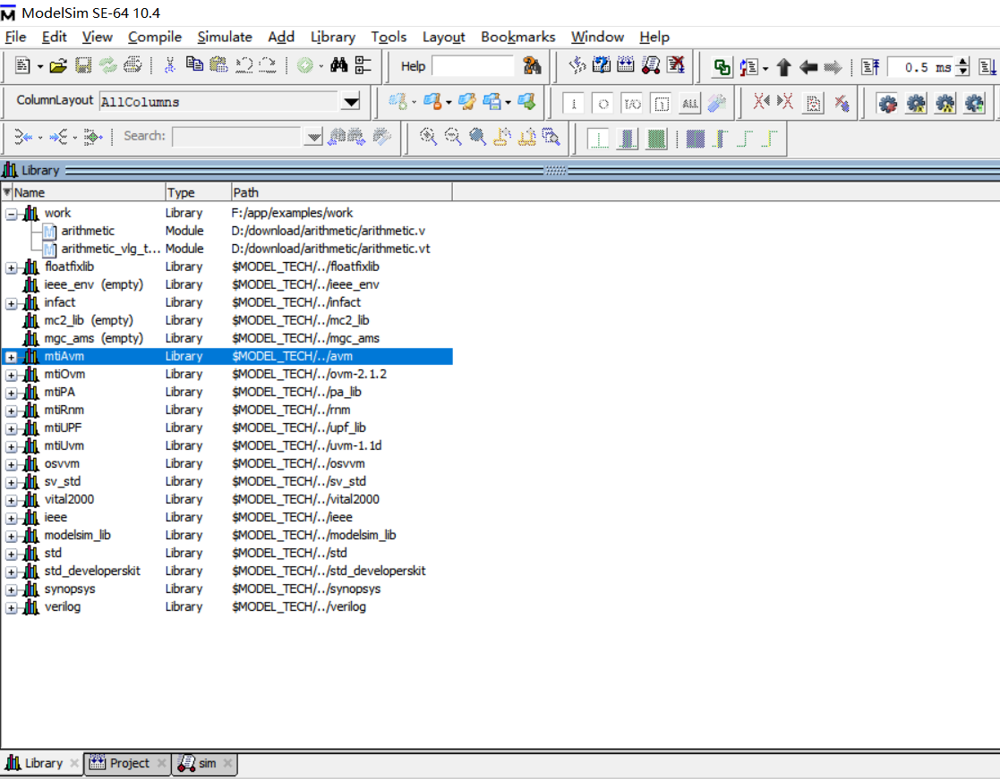 ModelSim SE-64 10.4
File Edit View Compile Simulate Add Library Tools Layout Bookmarks Window Help
Help 0.5 ms
ColumnLayout AllColumns
I O I/O ALL
Search:
Library
Name Type Path
work Library F:/app/examples/work
arithmetic Module D:/download/arithmetic/arithmetic.v
arithmetic_vlg_t... Module D:/download/arithmetic/arithmetic.vt
floatfixlib Library $MODEL_TECH/../floatfixlib
ieee_env (empty) Library $MODEL_TECH/../ieee_env
infact Library $MODEL_TECH/../infact
mc2_lib (empty) Library $MODEL_TECH/../mc2_lib
mgc_ams (empty) Library $MODEL_TECH/../mgc_ams
mtiAvm Library $MODEL_TECH/../avm
mtiOvm Library $MODEL_TECH/../ovm-2.1.2
mtiPA Library $MODEL_TECH/../pa_lib
mtiRnm Library $MODEL_TECH/../rnm
mtiUPF Library $MODEL_TECH/../upf_lib
mtiUvm Library $MODEL_TECH/../uvm-1.1d
osvvm Library $MODEL_TECH/../osvvm
sv_std Library $MODEL_TECH/../sv_std
vital2000 Library $MODEL_TECH/../vital2000
ieee Library $MODEL_TECH/../ieee
modelsim_lib Library $MODEL_TECH/../modelsim_lib
std Library $MODEL_TECH/../std
std_developerskit Library $MODEL_TECH/../std_developerskit
synopsys Library $MODEL_TECH/../synopsys
verilog Library $MODEL_TECH/../verilog
Library Project sim